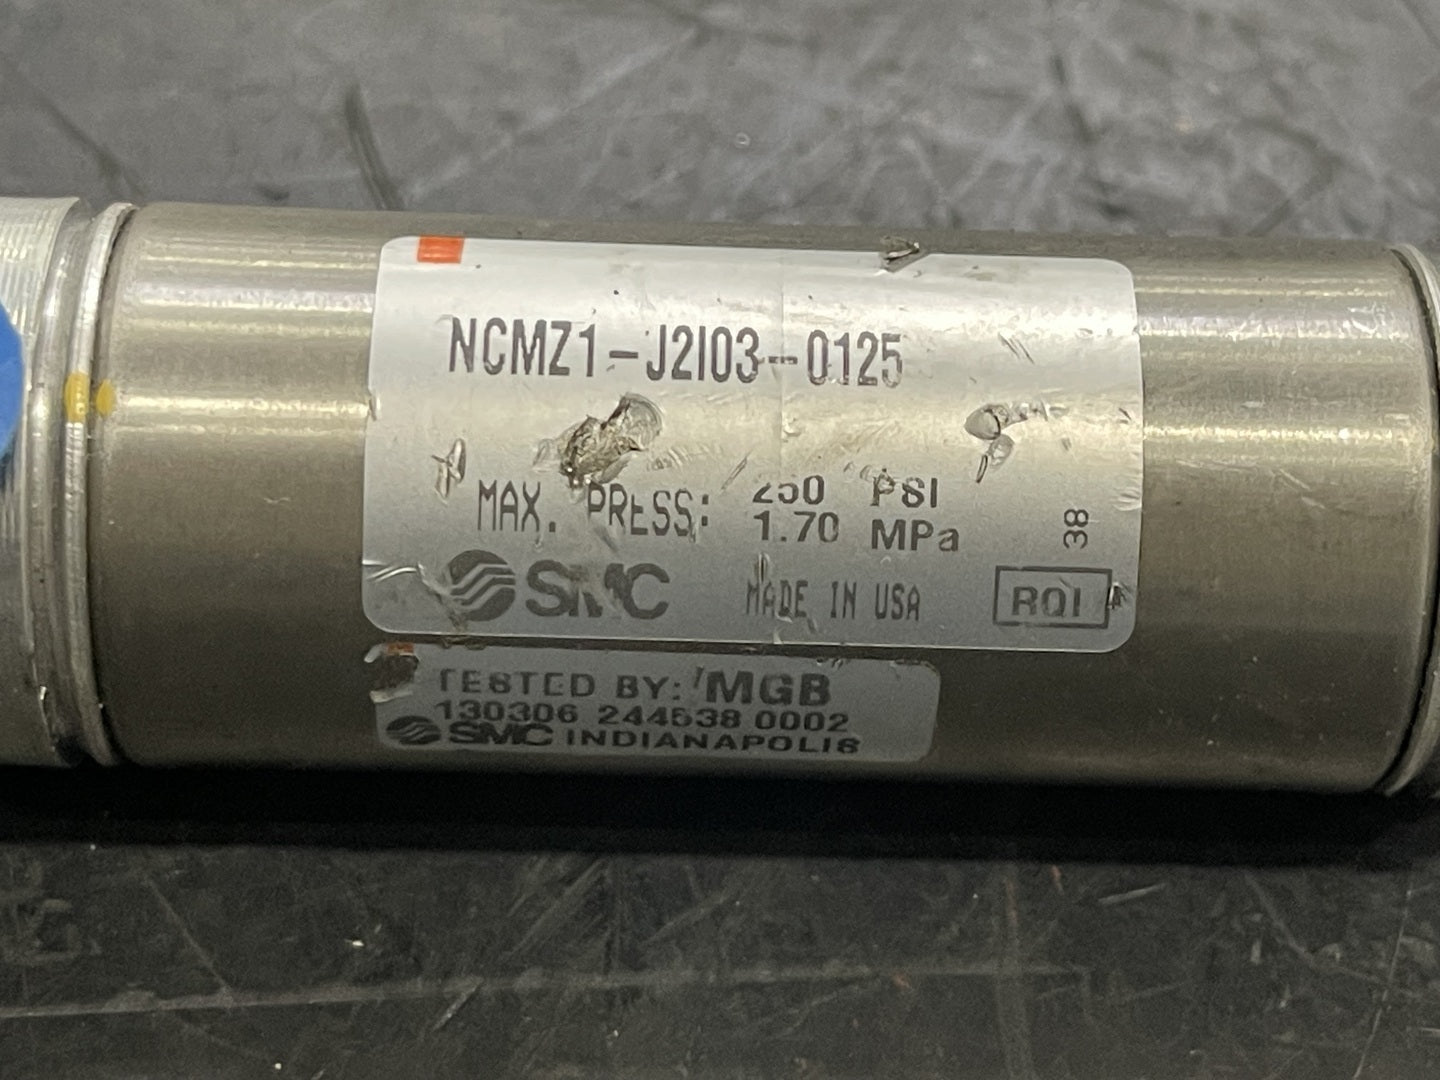 NCMZ1-J2I03-0125
MAX. PRESS: 250 PSI
1.70 MPa
38
SMC MADE IN USA RQI
TESTED BY: MGB
130306 244538 0002
SMC INDIANAPOLIS